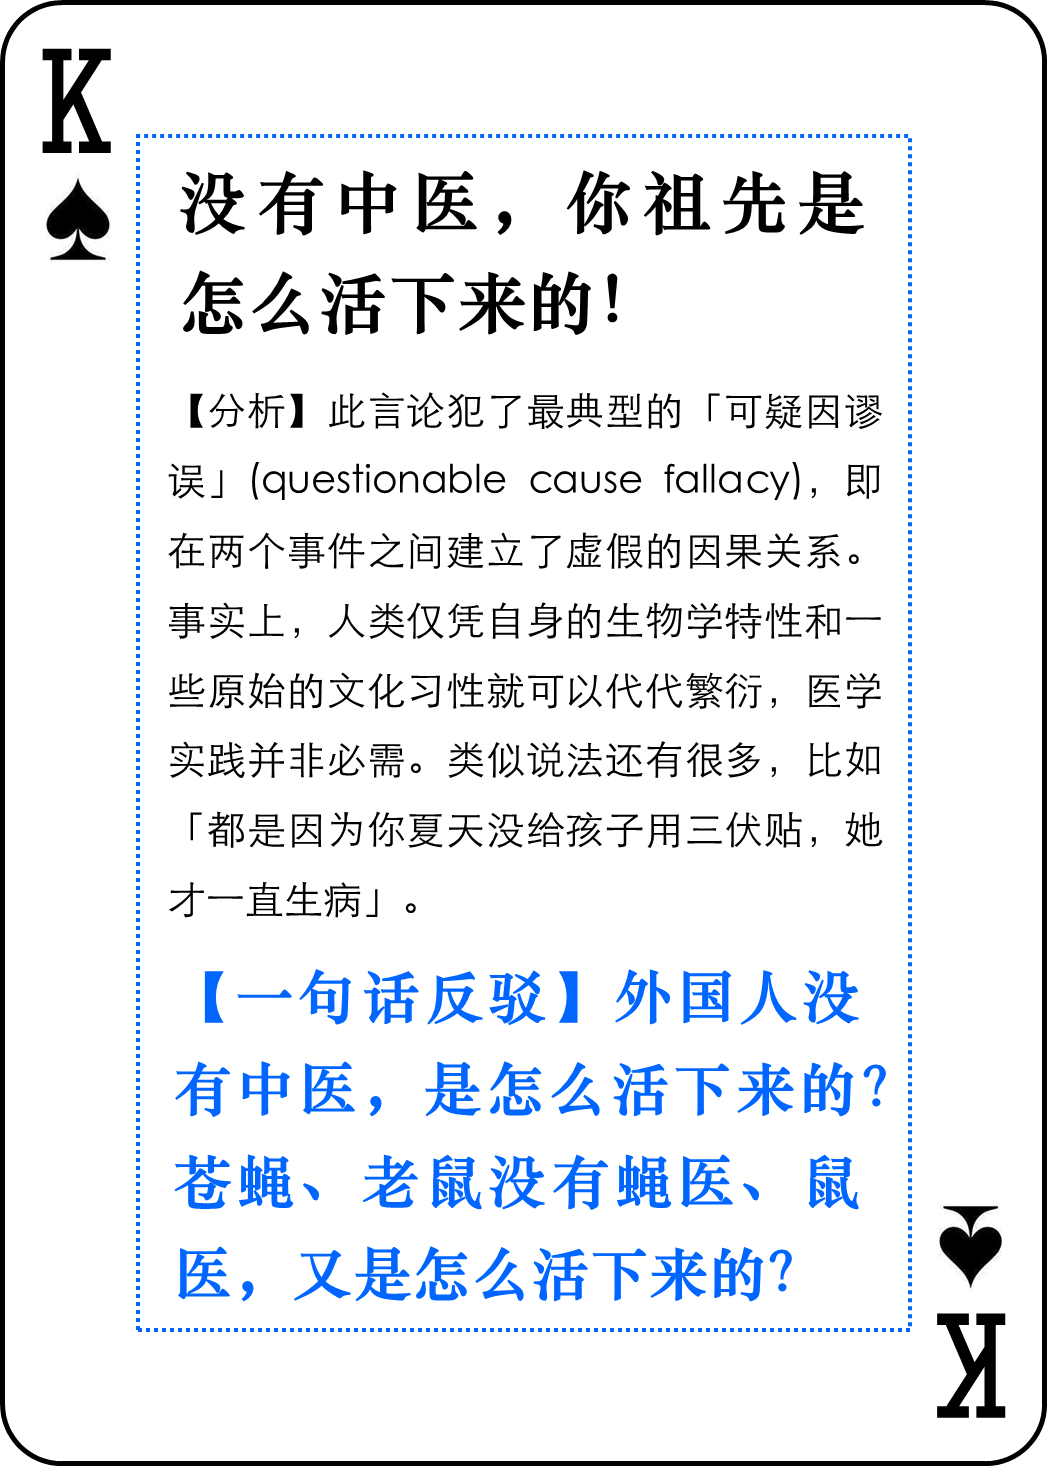 K
没有中医，你祖先是
怎么活下来的！
【分析】此言论犯了最典型的「可疑因谬
误」(questionable cause fallacy)，即
在两个事件之间建立了虚假的因果关系。
事实上，人类仅凭自身的生物学特性和一
些原始的文化习性就可以代代繁衍，医学
实践并非必需。类似说法还有很多，比如
「都是因为你夏天没给孩子用三伏贴，她
才一直生病」。
【一句话反驳】外国人没
有中医，是怎么活下来的？
苍蝇、老鼠没有蝇医、鼠
医，又是怎么活下来的？
K